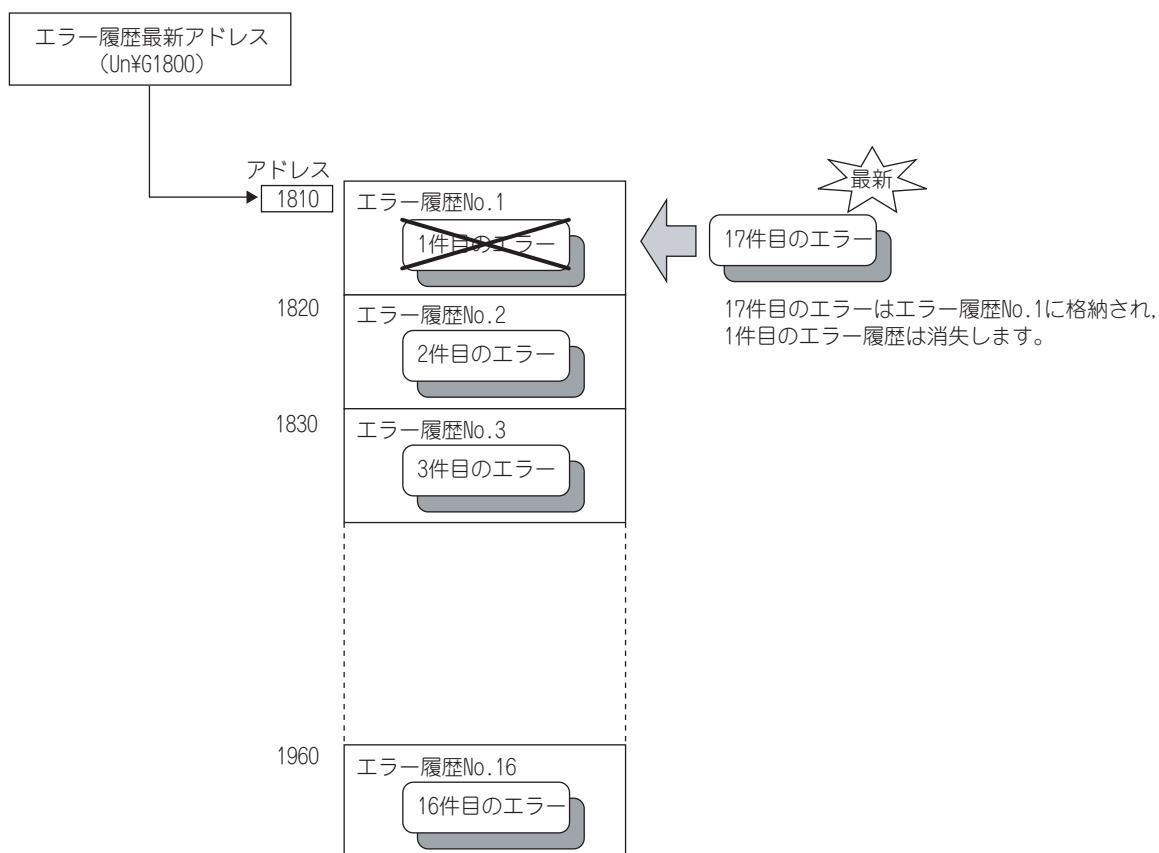 エラー履歴最新アドレス
(Un¥G1800)
アドレス
1810
エラー履歴No.1
1件目のエラー
最新
17件目のエラー
17件目のエラーはエラー履歴No.1に格納され,
1件目のエラー履歴は消失します。
1820
エラー履歴No.2
2件目のエラー
1830
エラー履歴No.3
3件目のエラー
1960
エラー履歴No.16
16件目のエラー